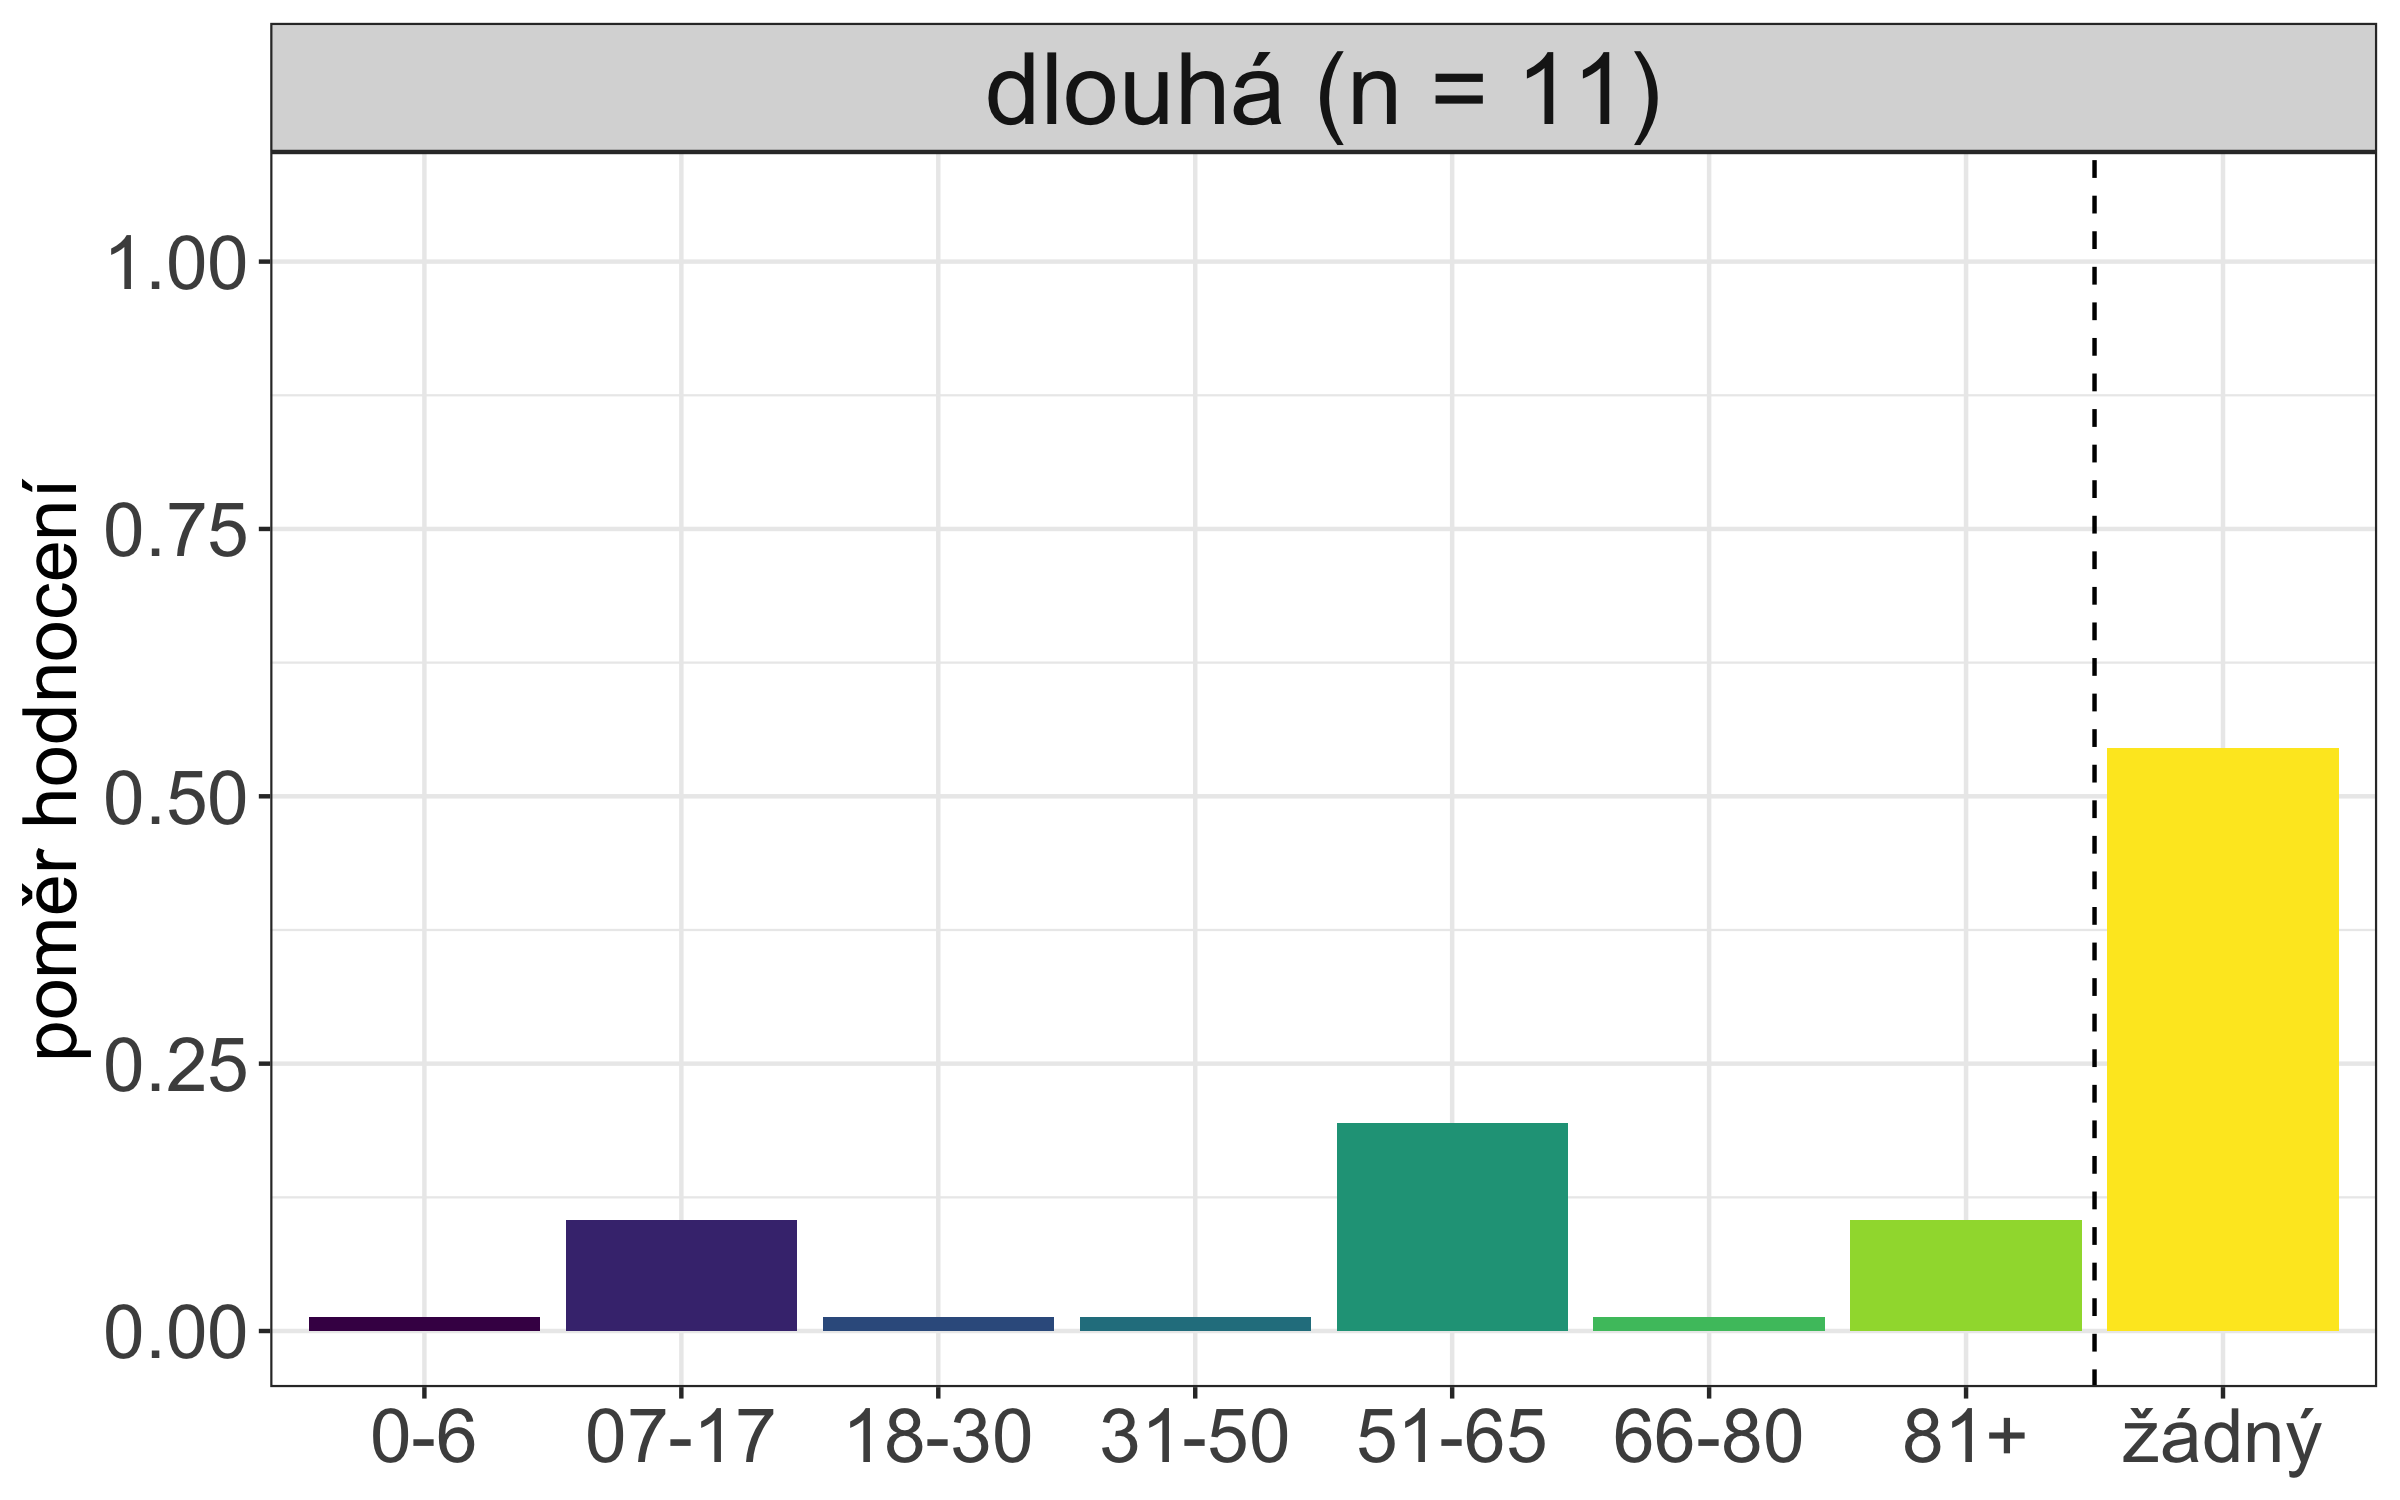 dlouhá (n = 11)
poměr hodnocení
1.00
0.75
0.50
0.25
0.00
0-6 07-17 18-30 31-50 51-65 66-80 81+ žádný